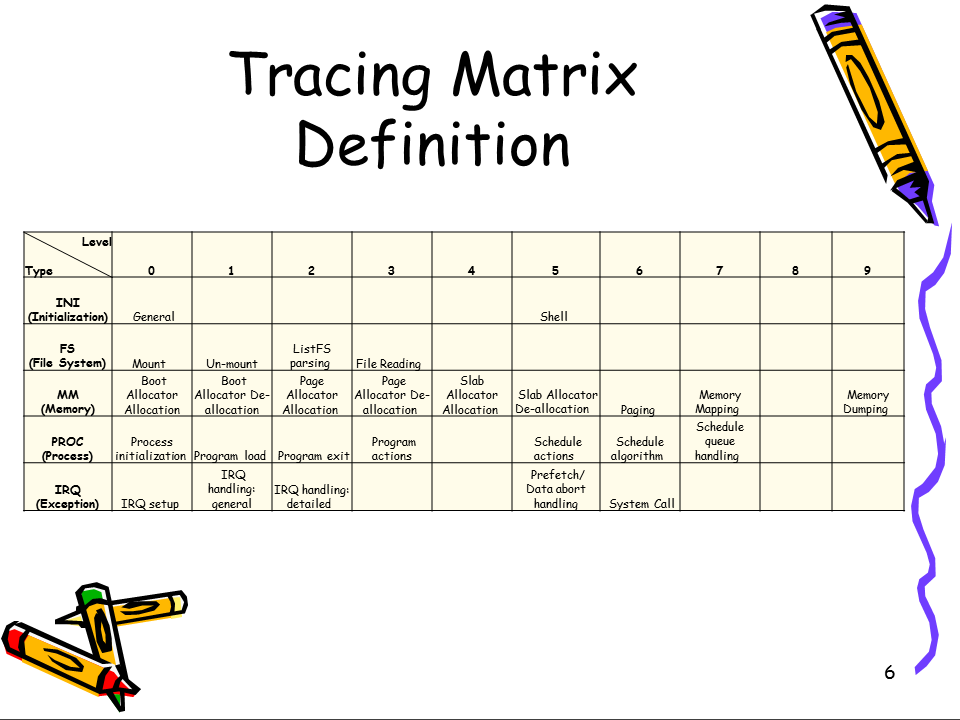 Tracing Matrix
Definition
Level
Type 0 1 2 3 4 5 6 7 8 9
INI
(Initialization) General Shell
FS
(File System) Mount Un-mount ListFS
parsing File Reading
MM
(Memory) Boot
Allocator
Allocation Boot
Allocator De-
allocation Page
Allocator
Allocation Page
Allocator De-
allocation Slab
Allocator
Allocation Slab Allocator
De-allocation Paging Memory
Mapping Memory
Dumping
PROC
(Process) Process
initialization Program load Program exit Program
actions Schedule
actions Schedule
algorithm Schedule
queue
handling
IRQ
(Exception) IRQ setup IRQ
handling:
general IRQ handling:
detailed Prefetch/
Data abort
handling System Call
6